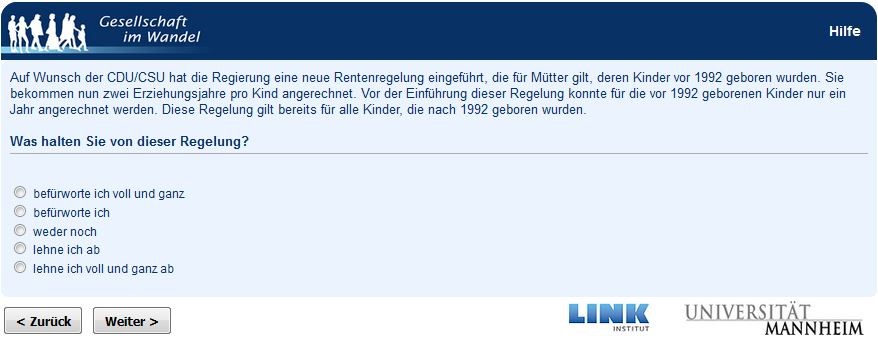 Gesellschaft
im Wandel
Hilfe
Auf Wunsch der CDU/CSU hat die Regierung eine neue Rentenregelung eingeführt, die für Mütter gilt, deren Kinder vor 1992 geboren wurden. Sie
bekommen nun zwei Erziehungsjahre pro Kind angerechnet. Vor der Einführung dieser Regelung konnte für die vor 1992 geborenen Kinder nur ein
Jahr angerechnet werden. Diese Regelung gilt bereits für alle Kinder, die nach 1992 geboren wurden.
Was halten Sie von dieser Regelung?
befürworte ich voll und ganz
befürworte ich
weder noch
lehne ich ab
lehne ich voll und ganz ab
< Zurück
Weiter >
LINK
INSTITUT
UNIVERSITÄT
MANNHEIM